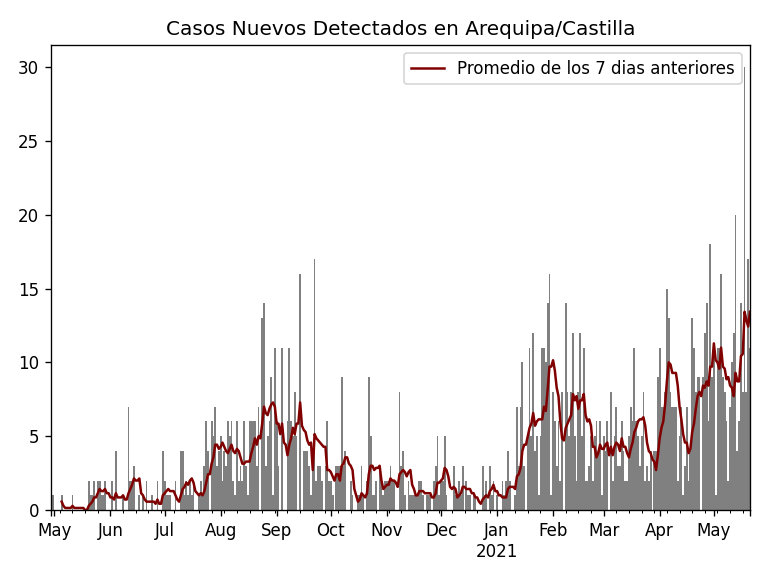 Casos Nuevos Detectados en Arequipa/Castilla
Promedio de los 7 dias anteriores
30
25
20
15
10
5
0
May Jun Jul Aug Sep Oct Nov Dec Jan Feb Mar Apr May
2021